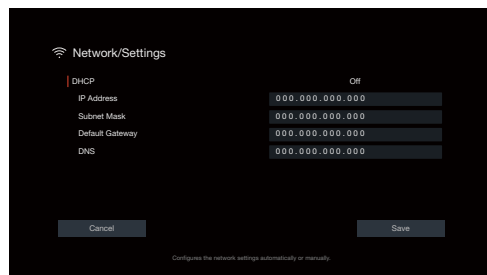 Network/Settings
DHCP Off
IP Address 000.000.000.000
Subnet Mask 000.000.000.000
Default Gateway 000.000.000.000
DNS 000.000.000.000
Cancel Save
Configures the network settings automatically or manually.